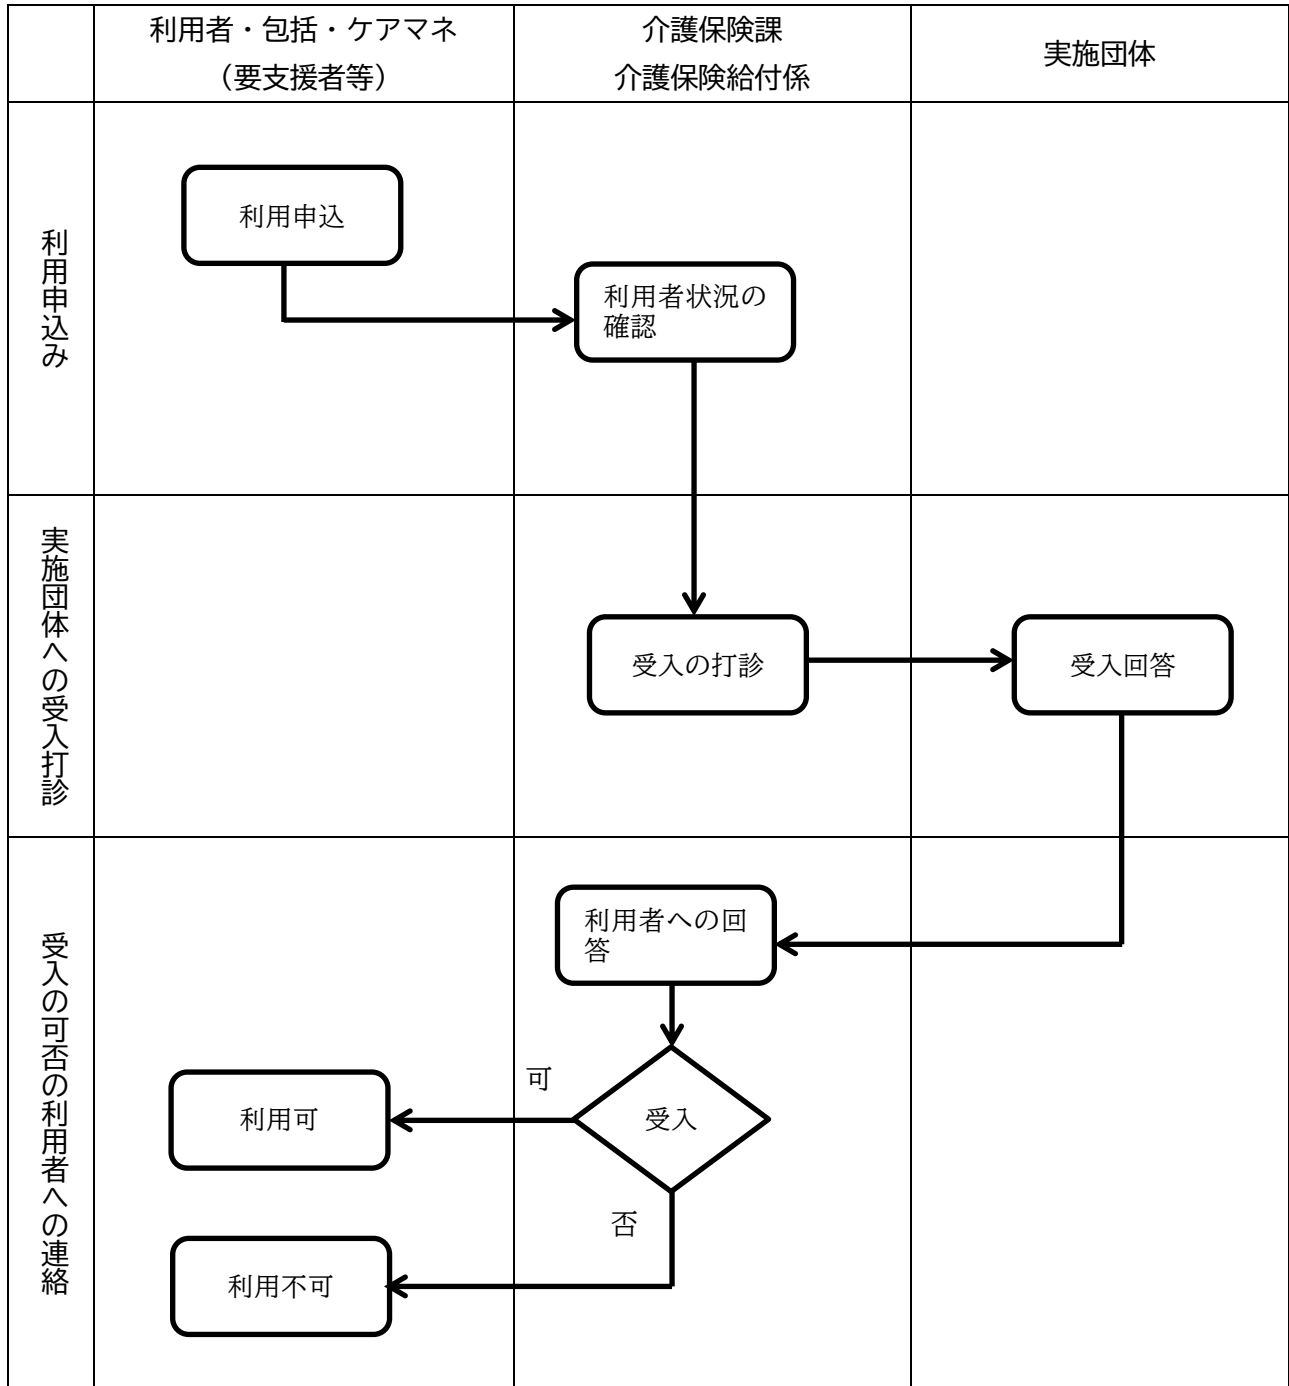 利用者・包括・ケアマネ
（要支援者等）
介護保険課
介護保険給付係
実施団体
利用申込み
利用申込
利用者状況の
確認
実施団体への受入打診
受入の打診
受入回答
受入の可否の利用者への連絡
利用者への回
答
可
受入
利用可
否
利用不可